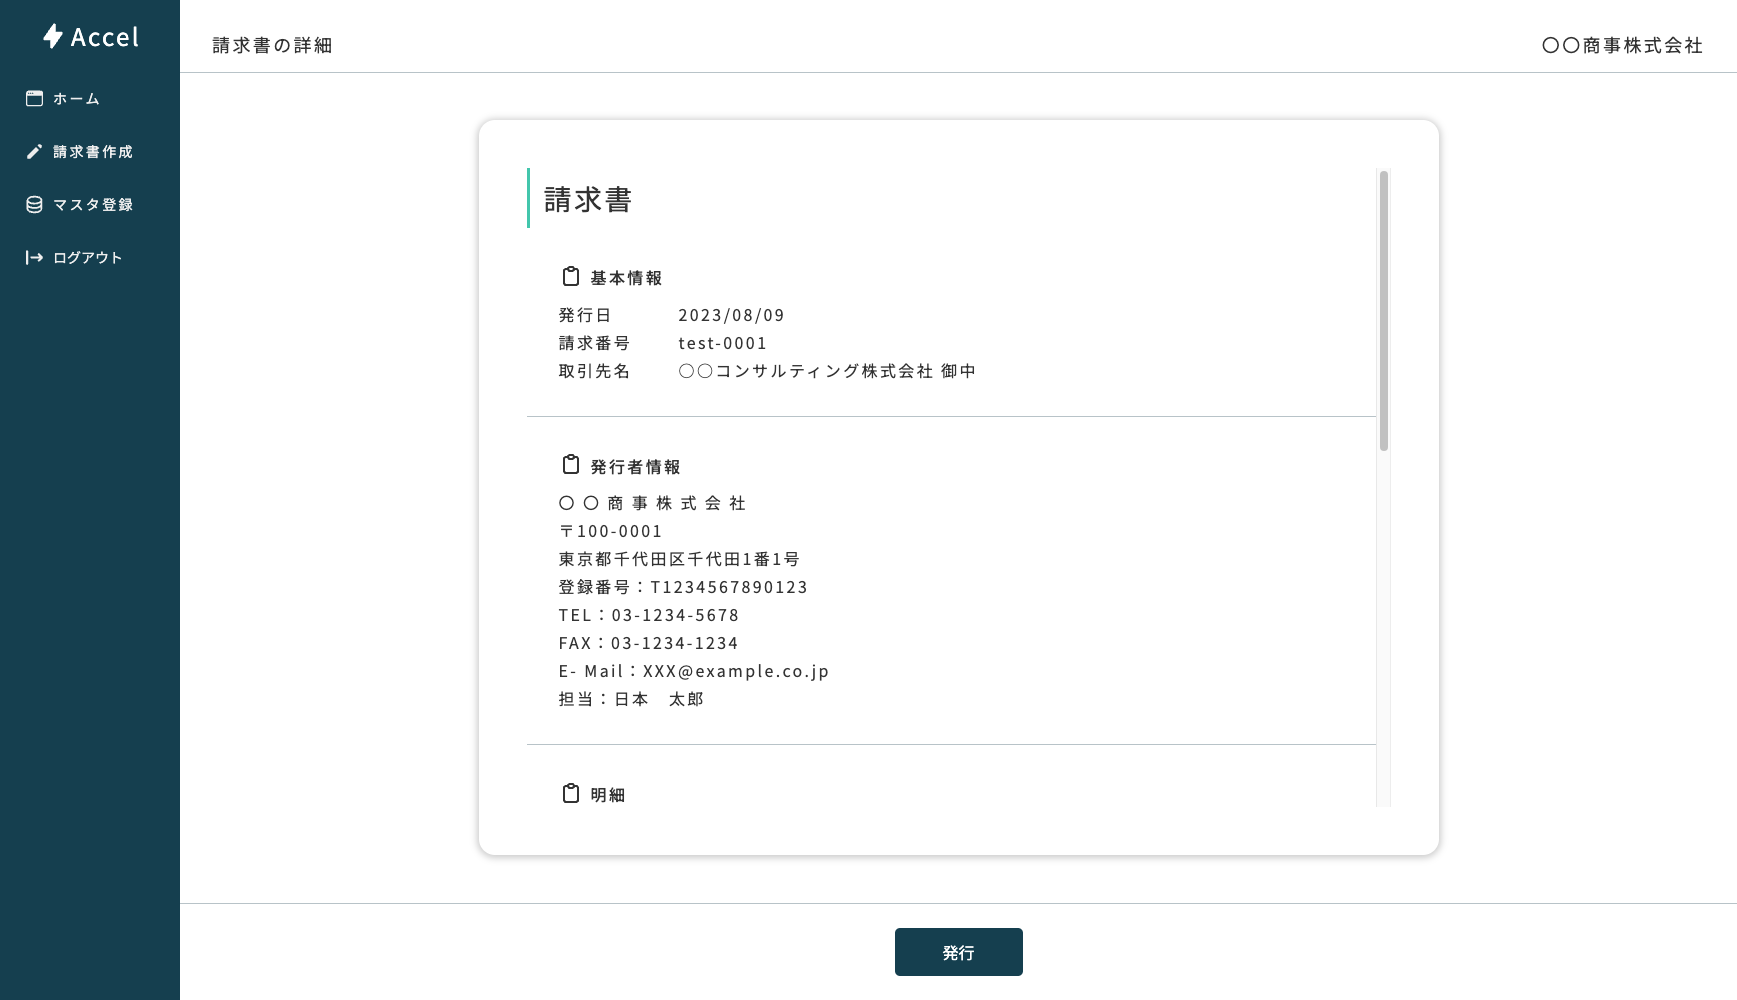 Accel
ホーム
請求書作成
マスタ登録
ログアウト
請求書の詳細
〇〇商事株式会社
請求書
基本情報
発行日 2023/08/09
請求番号 test-0001
取引先名 〇〇コンサルティング株式会社 御中
発行者情報
〇 〇 商 事 株 式 会 社
〒100-0001
東京都千代田区千代田1番1号
登録番号：T1234567890123
TEL：03-1234-5678
FAX：03-1234-1234
E- Mail：XXX@example.co.jp
担当：日本　太郎
明細
発行